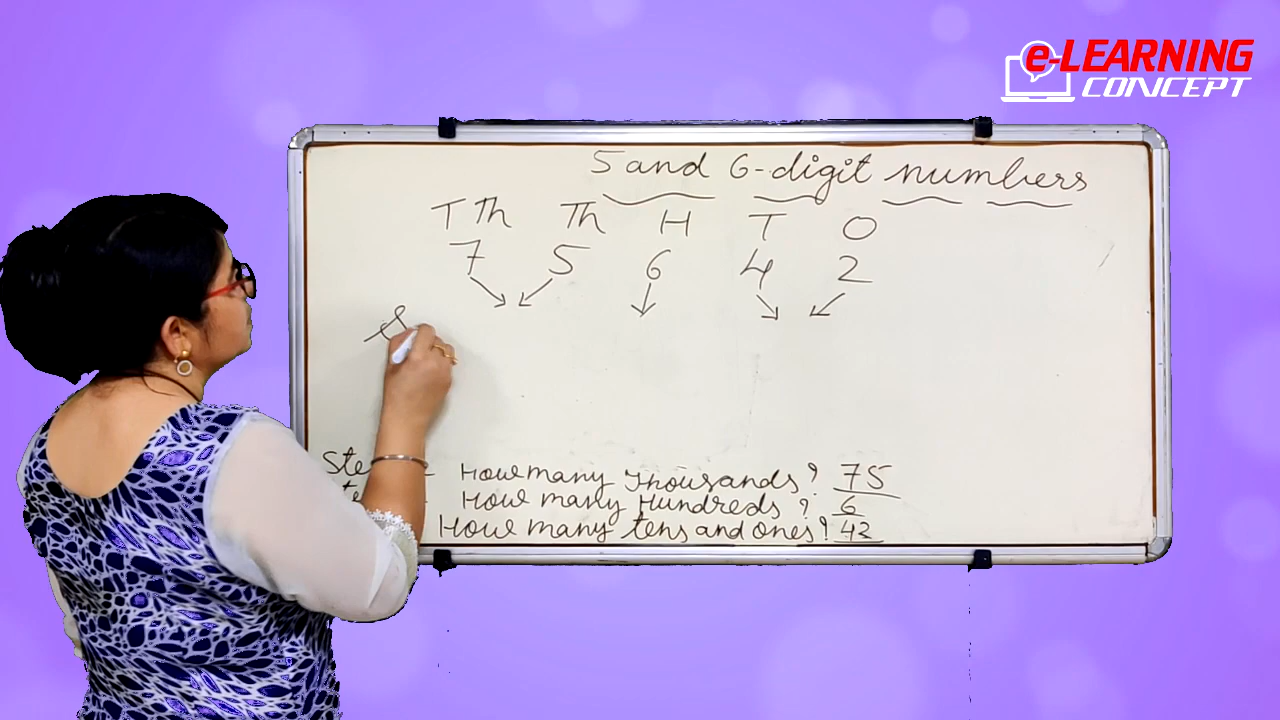 e-LEARNING
CONCEPT
5 and 6-digit numbers
T Th Th H T O
7 5 6 4 2
How many Thousands? 75
How many Hundreds? 6
How many tens and ones? 42